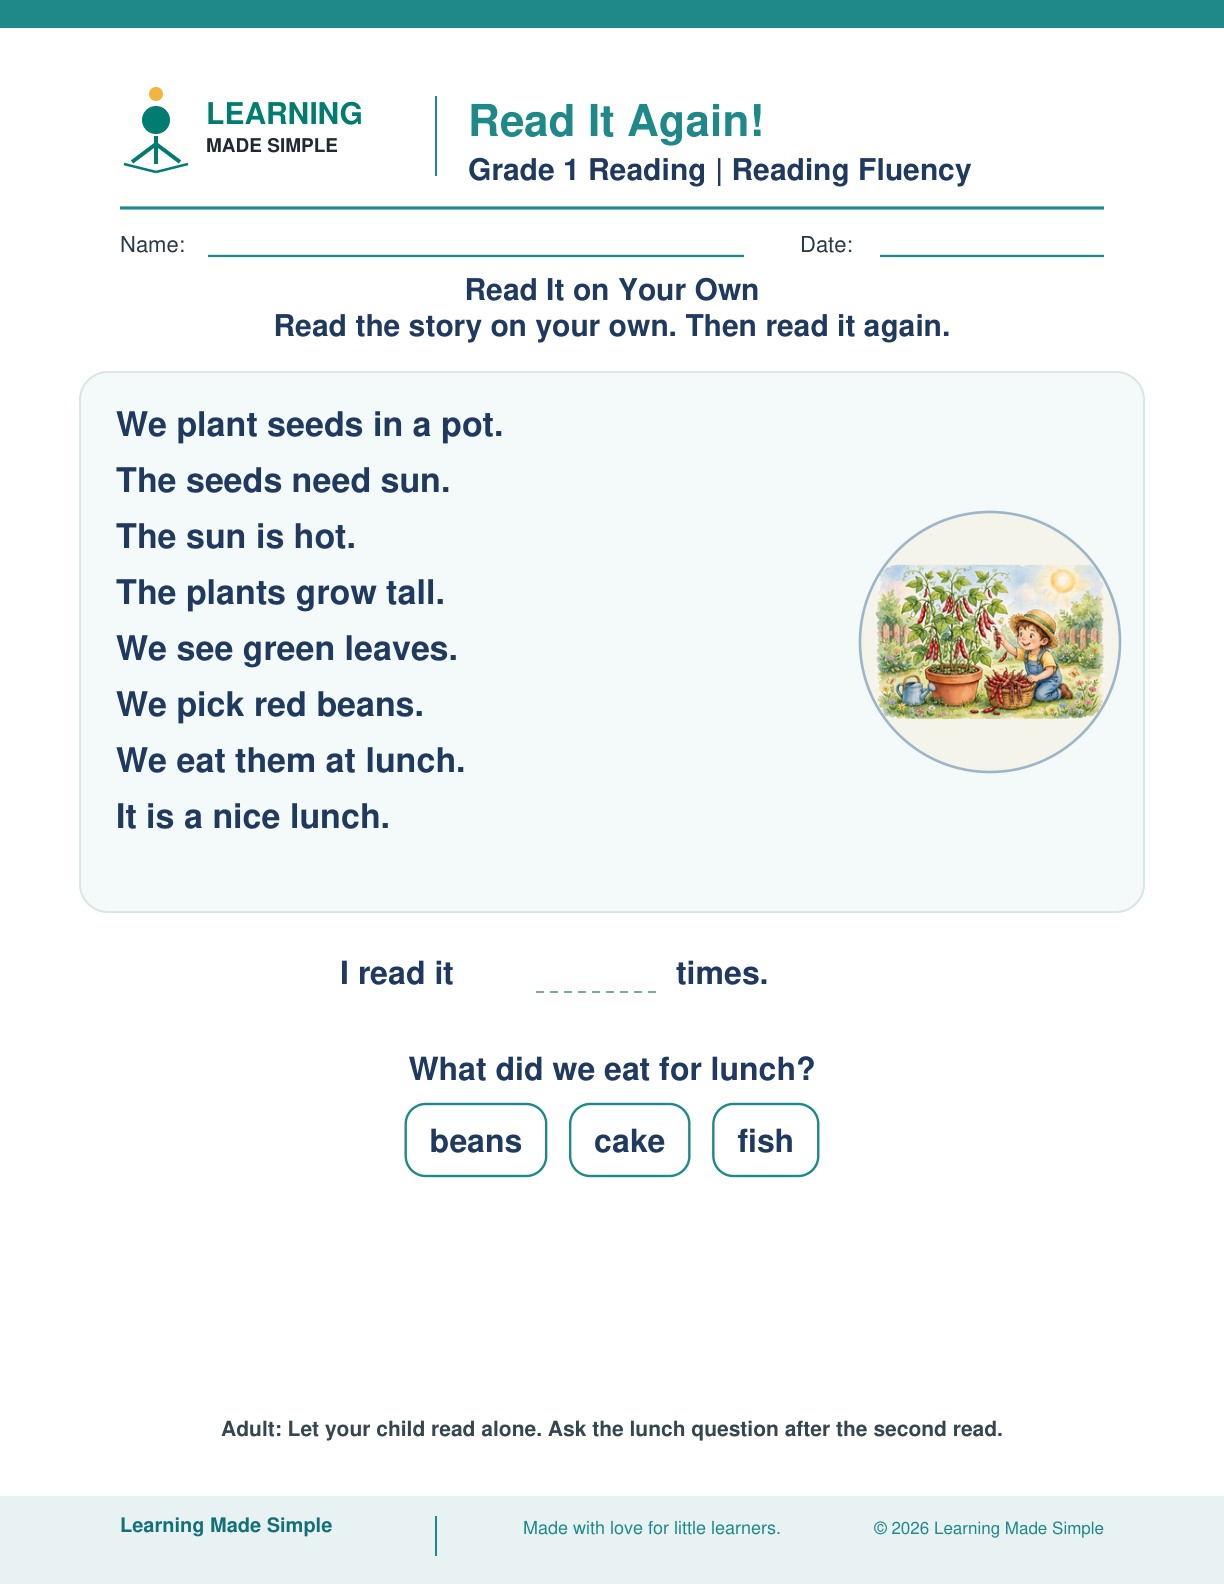 LEARNING
MADE SIMPLE
Read It Again!
Grade 1 Reading | Reading Fluency
Name:
Date:
Read It on Your Own
Read the story on your own. Then read it again.
We plant seeds in a pot.
The seeds need sun.
The sun is hot.
The plants grow tall.
We see green leaves.
We pick red beans.
We eat them at lunch.
It is a nice lunch.
I read it ________ times.
What did we eat for lunch?
beans
cake
fish
Adult: Let your child read alone. Ask the lunch question after the second read.
Learning Made Simple
Made with love for little learners.
© 2026 Learning Made Simple